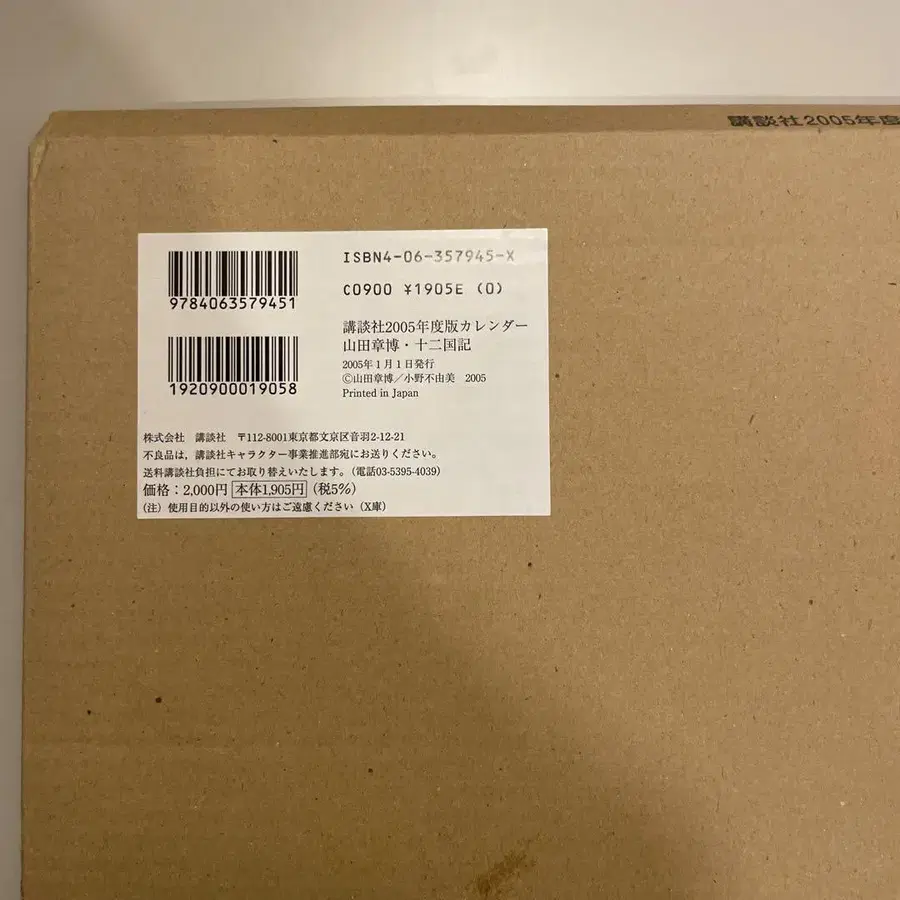 講談社2005年度
ISBN4-06-357945-X
9784063579451
C0900 ¥1905E (0)
講談社2005年度版カレンダー
山田章博・十二国記
2005年1月1日発行
©山田章博／小野不由美 2005
Printed in Japan
1920900019058
株式会社 講談社 〒112-8001東京都文京区音羽2-12-21
不良品は，講談社キャラクター事業推進部宛にお送りください。
送料講談社負担にてお取り替えいたします。（電話03-5395-4039）
価格：2,000円 本体1,905円（税5%）
（注）使用目的以外の使い方はご遠慮ください（X庫）